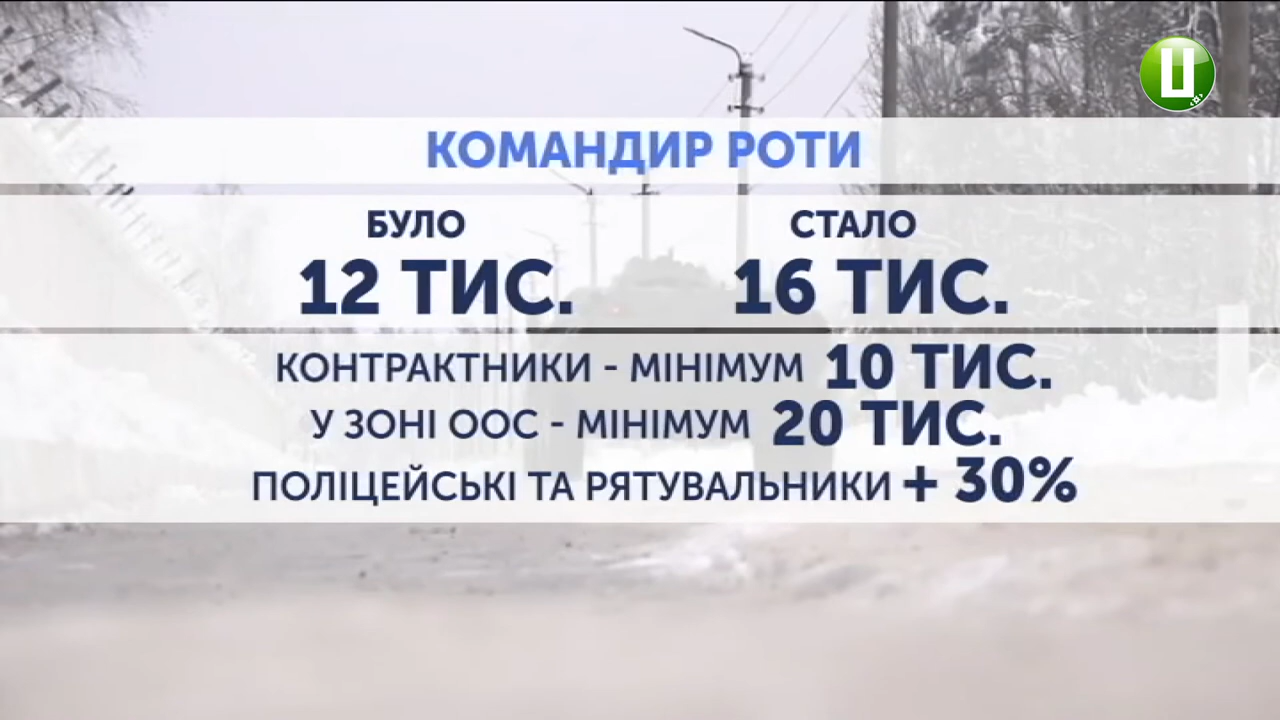 Ц
КОМАНДИР РОТИ
БУЛО СТАЛО
12 ТИС. 16 ТИС.
КОНТРАКТНИКИ - МІНІМУМ 10 ТИС.
У ЗОНІ ООС - МІНІМУМ 20 ТИС.
ПОЛІЦЕЙСЬКІ ТА РЯТУВАЛЬНИКИ + 30%